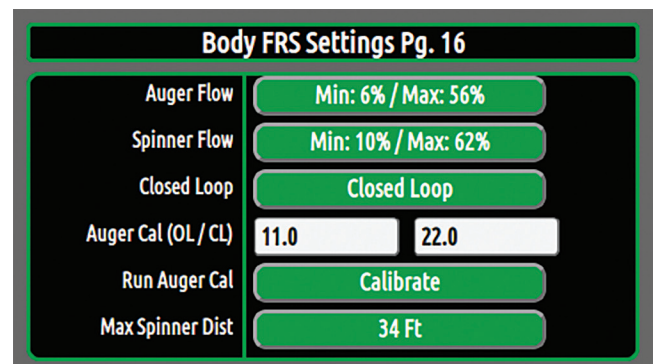 Body FRS Settings Pg. 16
Auger Flow Min: 6% / Max: 56%
Spinner Flow Min: 10% / Max: 62%
Closed Loop Closed Loop
Auger Cal (OL / CL) 11.0 22.0
Run Auger Cal Calibrate
Max Spinner Dist 34 Ft